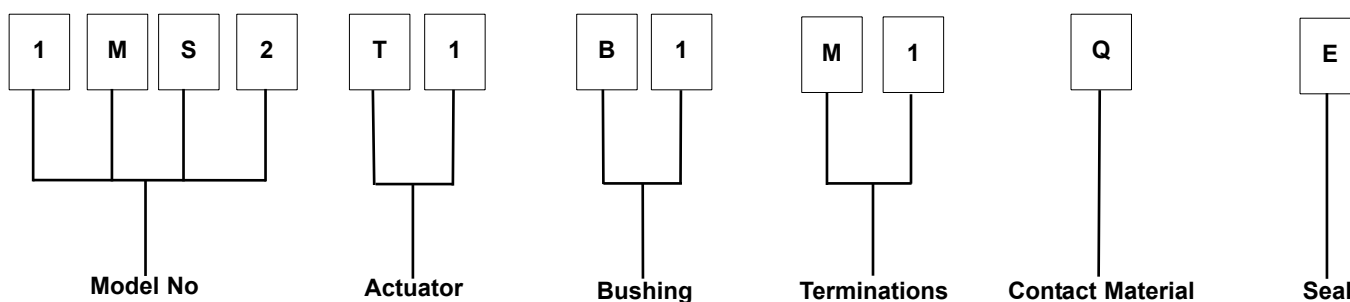 1 M S 2 T 1 B 1 M 1 Q E
Model No Actuator Bushing Terminations Contact Material Seal